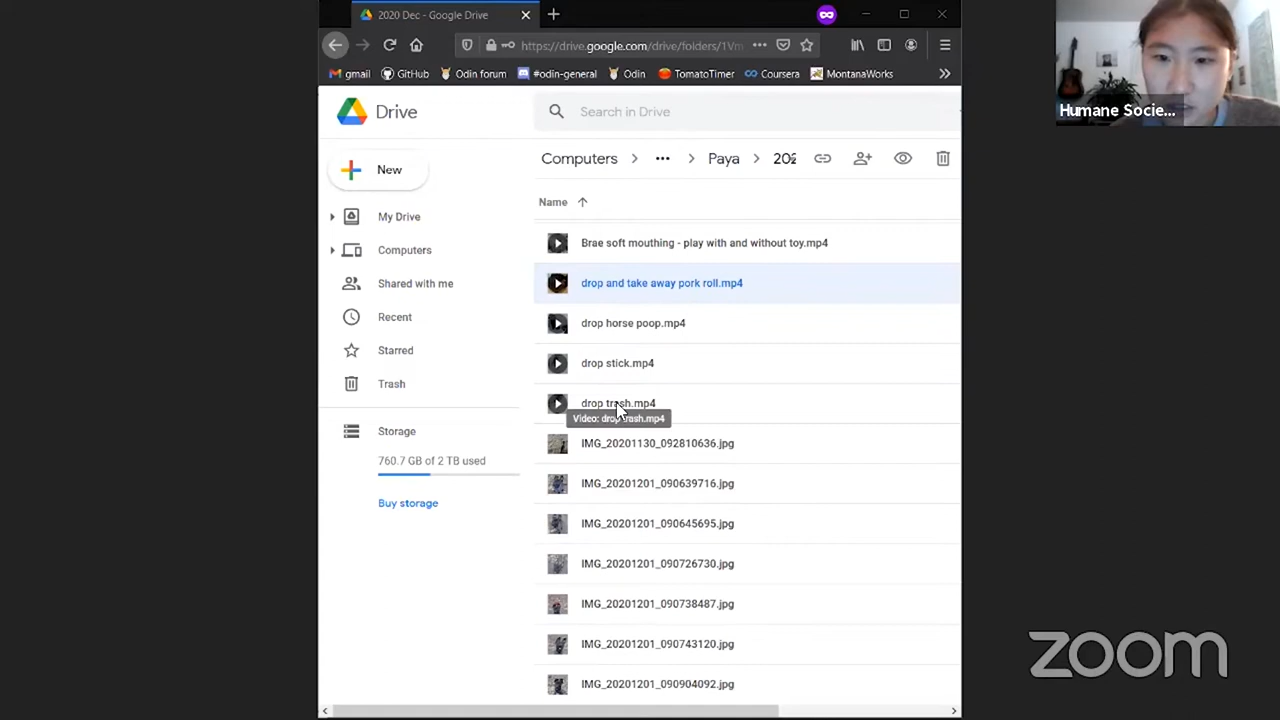 2020 Dec - Google Drive
https://drive.google.com/drive/folders/1Vm
gmail GitHub Odin forum #odin-general Odin TomatoTimer Coursera MontanaWorks
Drive
Search in Drive
New
Computers Paya 202
My Drive
Computers
Shared with me
Recent
Starred
Trash
Storage
760.7 GB of 2 TB used
Buy storage
Name
Brae soft mouthing - play with and without toy.mp4
drop and take away pork roll.mp4
drop horse poop.mp4
drop stick.mp4
drop trash.mp4
Video: drop trash.mp4
IMG_20201130_092810636.jpg
IMG_20201201_090639716.jpg
IMG_20201201_090645695.jpg
IMG_20201201_090726730.jpg
IMG_20201201_090738487.jpg
IMG_20201201_090743120.jpg
IMG_20201201_090904092.jpg
Humane Socie...
zoom